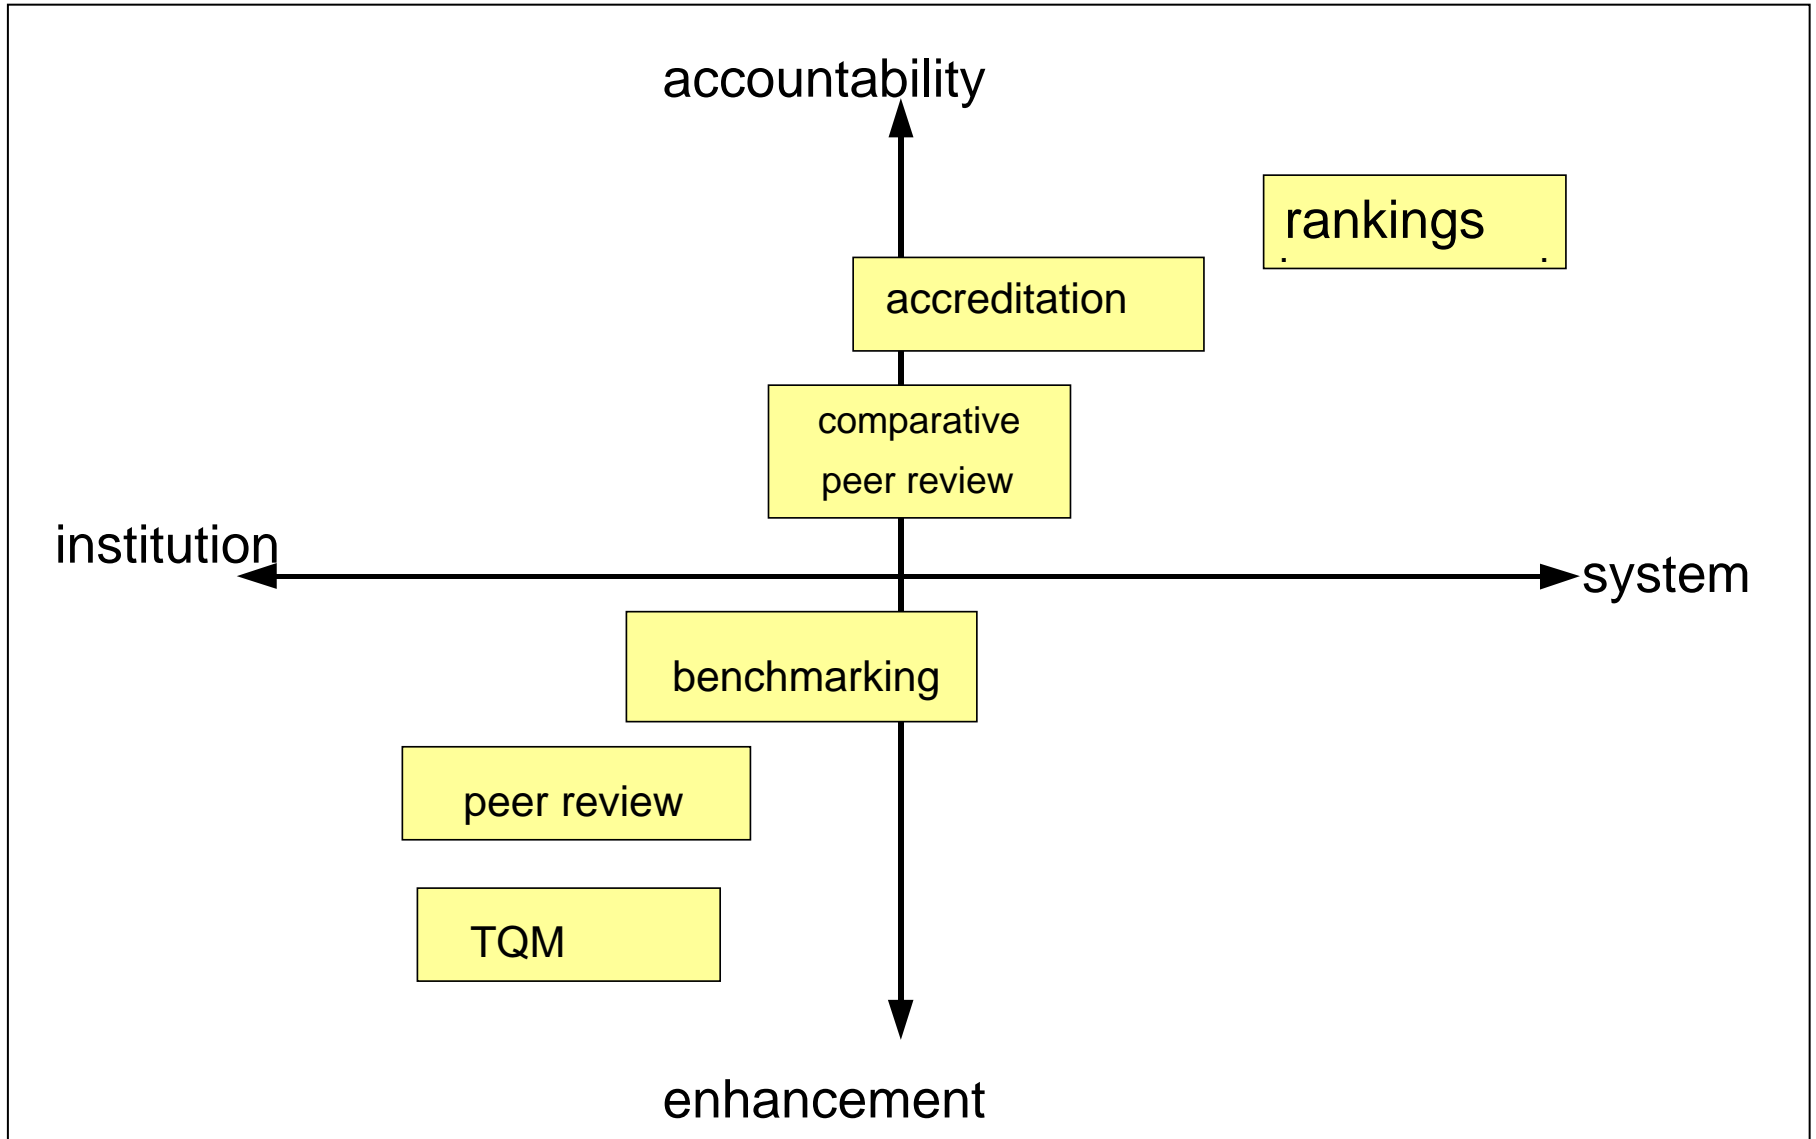 accountability
rankings
. .
accreditation
comparative
peer review
institution
system
benchmarking
peer review
TQM
enhancement